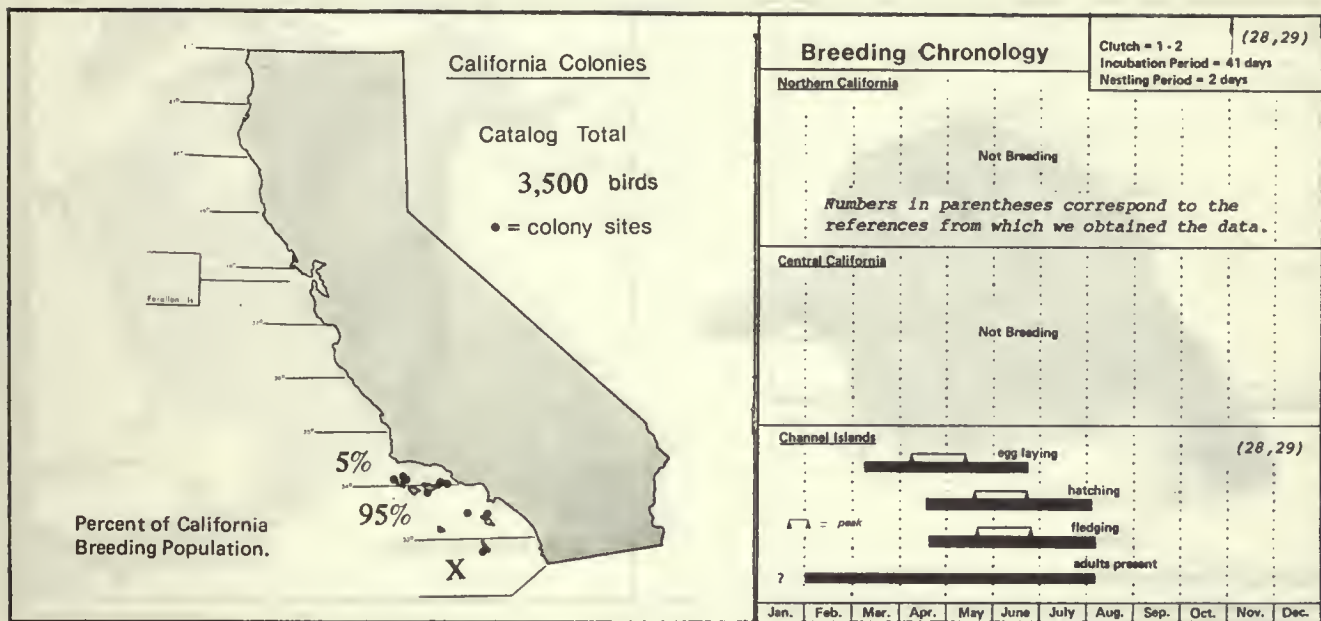 California Colonies
Catalog Total
3,500 birds
• = colony sites
Farallon Is
5%
34°
95%
33°
X
Percent of California
Breeding Population.
Breeding Chronology
Clutch = 1 - 2
Incubation Period = 41 days
Nestling Period = 2 days
(28,29)
Northern California
Not Breeding
Numbers in parentheses correspond to the
references from which we obtained the data.
Central California
Not Breeding
Channel Islands
(28,29)
egg laying
hatching
= peak
fledging
adults present
?
Jan. Feb. Mar. Apr. May June July Aug. Sep. Oct. Nov. Dec.